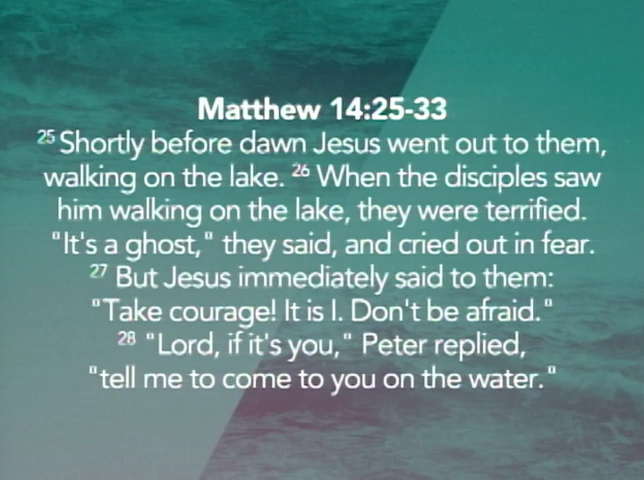 Matthew 14:25-33
25 Shortly before dawn Jesus went out to them,
walking on the lake. 26 When the disciples saw
him walking on the lake, they were terrified.
"It's a ghost," they said, and cried out in fear.
27 But Jesus immediately said to them:
"Take courage! It is I. Don't be afraid."
28 "Lord, if it's you," Peter replied,
"tell me to come to you on the water."